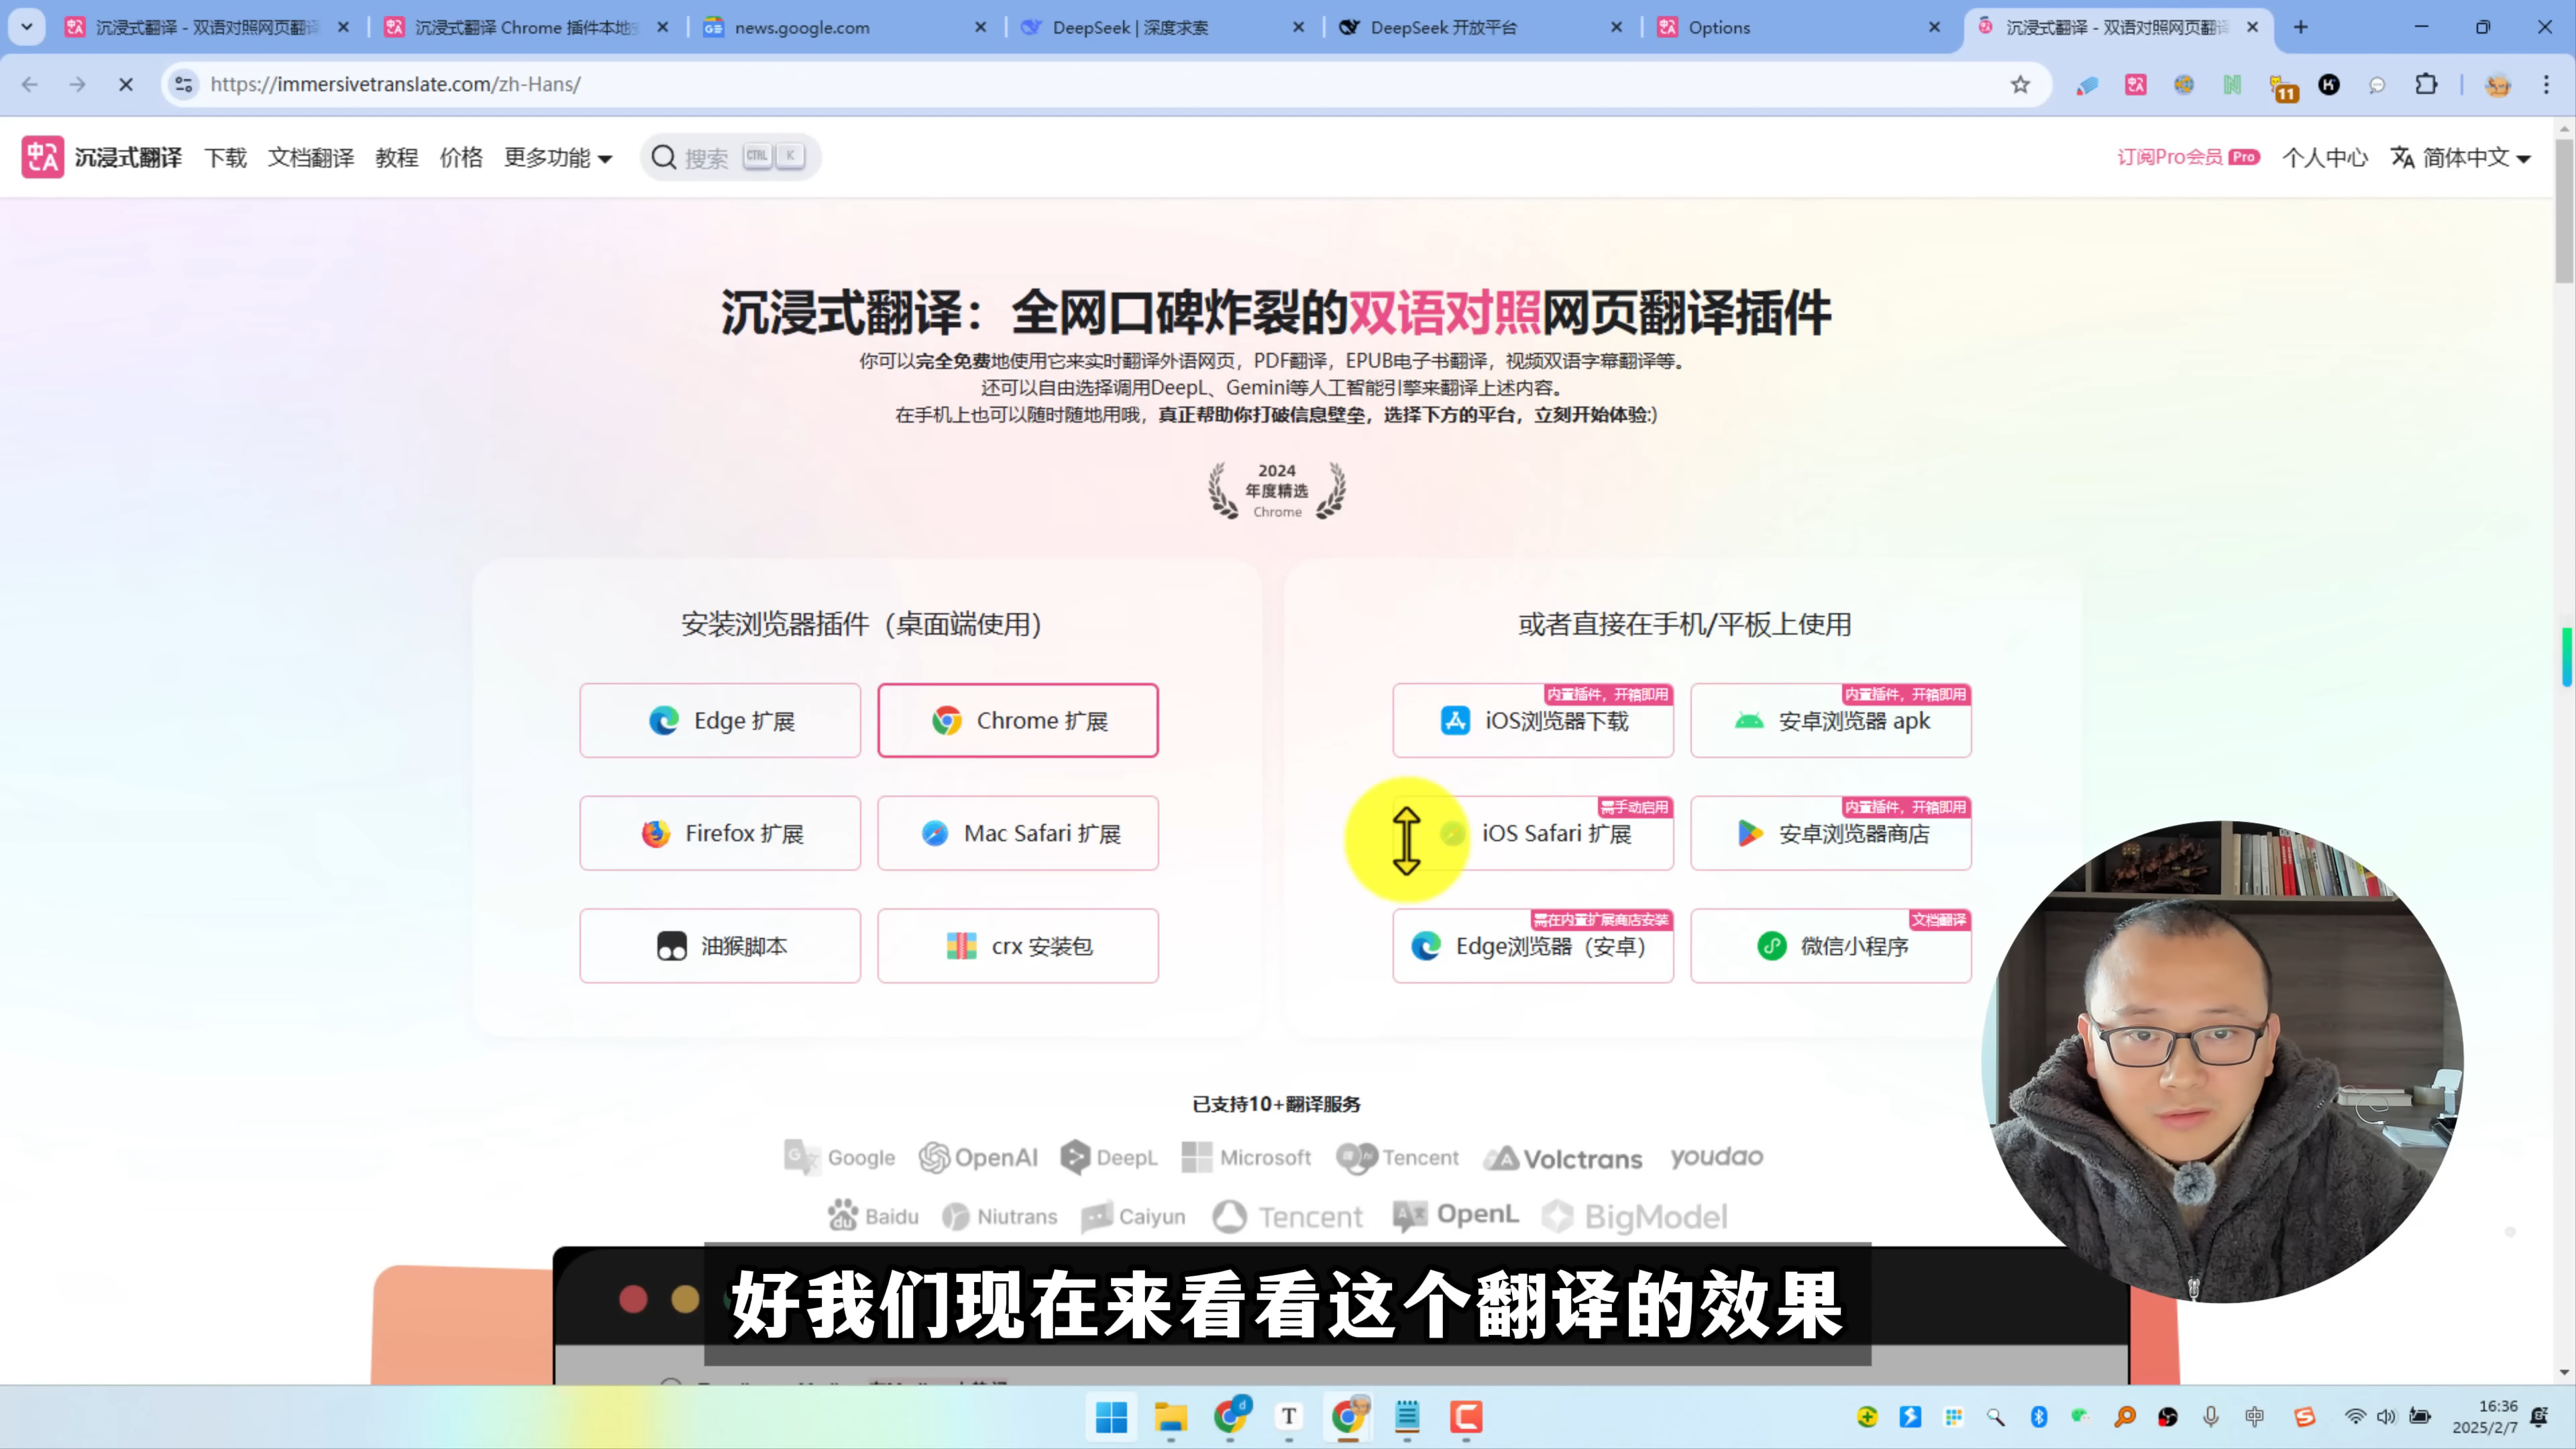 沉浸式翻译 - 双语对照网页翻译
沉浸式翻译 Chrome 插件本地
news.google.com
DeepSeek | 深度求索
DeepSeek 开放平台
Options
沉浸式翻译 - 双语对照网页翻译
https://immersivetranslate.com/zh-Hans/
11
沉浸式翻译
下载
文档翻译
教程
价格
更多功能
搜索
CTRL
K
订阅Pro会员 Pro
个人中心
简体中文
沉浸式翻译：全网口碑炸裂的双语对照网页翻译插件
你可以完全免费地使用它来实时翻译外语网页，PDF翻译，EPUB电子书翻译，视频双语字幕翻译等。
还可以自由选择调用DeepL、Gemini等人工智能引擎来翻译上述内容。
在手机上也可以随时随地用哦，真正帮助你打破信息壁垒，选择下方的平台，立刻开始体验:)
2024
年度精选
Chrome
安装浏览器插件（桌面端使用）
Edge 扩展
Chrome 扩展
Firefox 扩展
Mac Safari 扩展
油猴脚本
crx 安装包
或者直接在手机/平板上使用
内置插件，开箱即用
iOS浏览器下载
内置插件，开箱即用
安卓浏览器 apk
需手动启用
iOS Safari 扩展
内置插件，开箱即用
安卓浏览器商店
需在内置扩展商店安装
Edge浏览器（安卓）
文档翻译
微信小程序
已支持10+翻译服务
Google
OpenAI
DeepL
Microsoft
Tencent
Volctrans
youdao
Baidu
Niutrans
Caiyun
Tencent
OpenL
BigModel
好我们现在来看看这个翻译的效果
16:36
2025/2/7